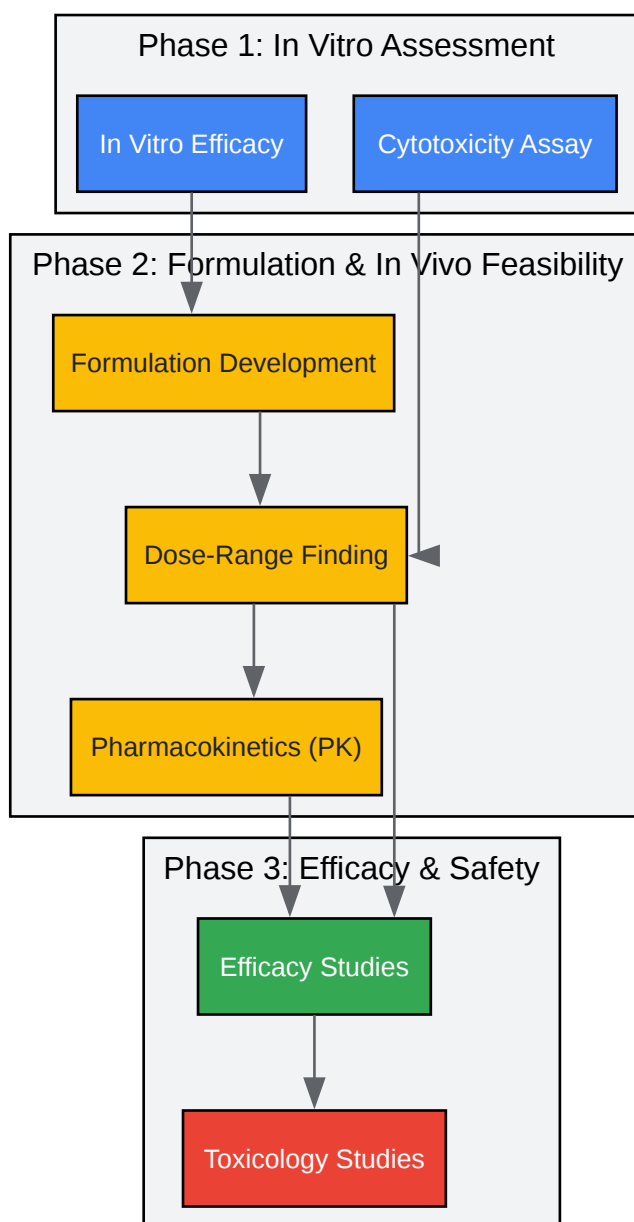 Phase 1: In Vitro Assessment
In Vitro Efficacy
Cytotoxicity Assay
Phase 2: Formulation & In Vivo Feasibility
Formulation Development
Dose-Range Finding
Pharmacokinetics (PK)
Phase 3: Efficacy & Safety
Efficacy Studies
Toxicology Studies